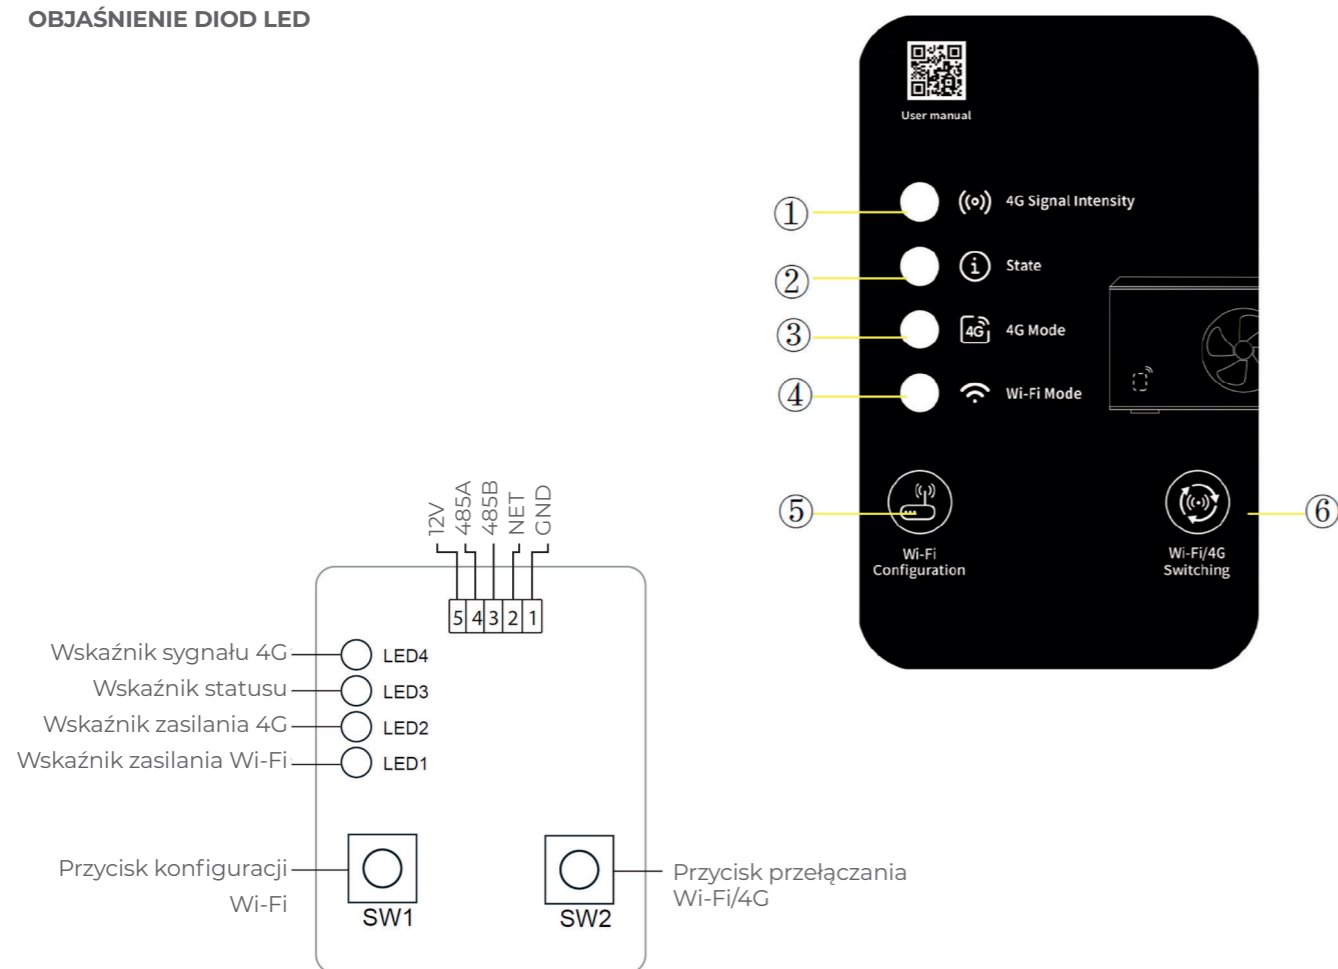 OBJAŚNIENIE DIOD LED
User manual
① 4G Signal Intensity
② State
③ 4G 4G Mode
④ Wi-Fi Mode
⑤
⑥
Wi-Fi
Configuration
Wi-Fi/4G
Switching
12V
485A
485B
NET
GND
5 4 3 2 1
Wskaźnik sygnału 4G LED4
Wskaźnik statusu LED3
Wskaźnik zasilania 4G LED2
Wskaźnik zasilania Wi-Fi LED1
Przycisk konfiguracji
Wi-Fi
SW1
SW2
Przycisk przełączania
Wi-Fi/4G